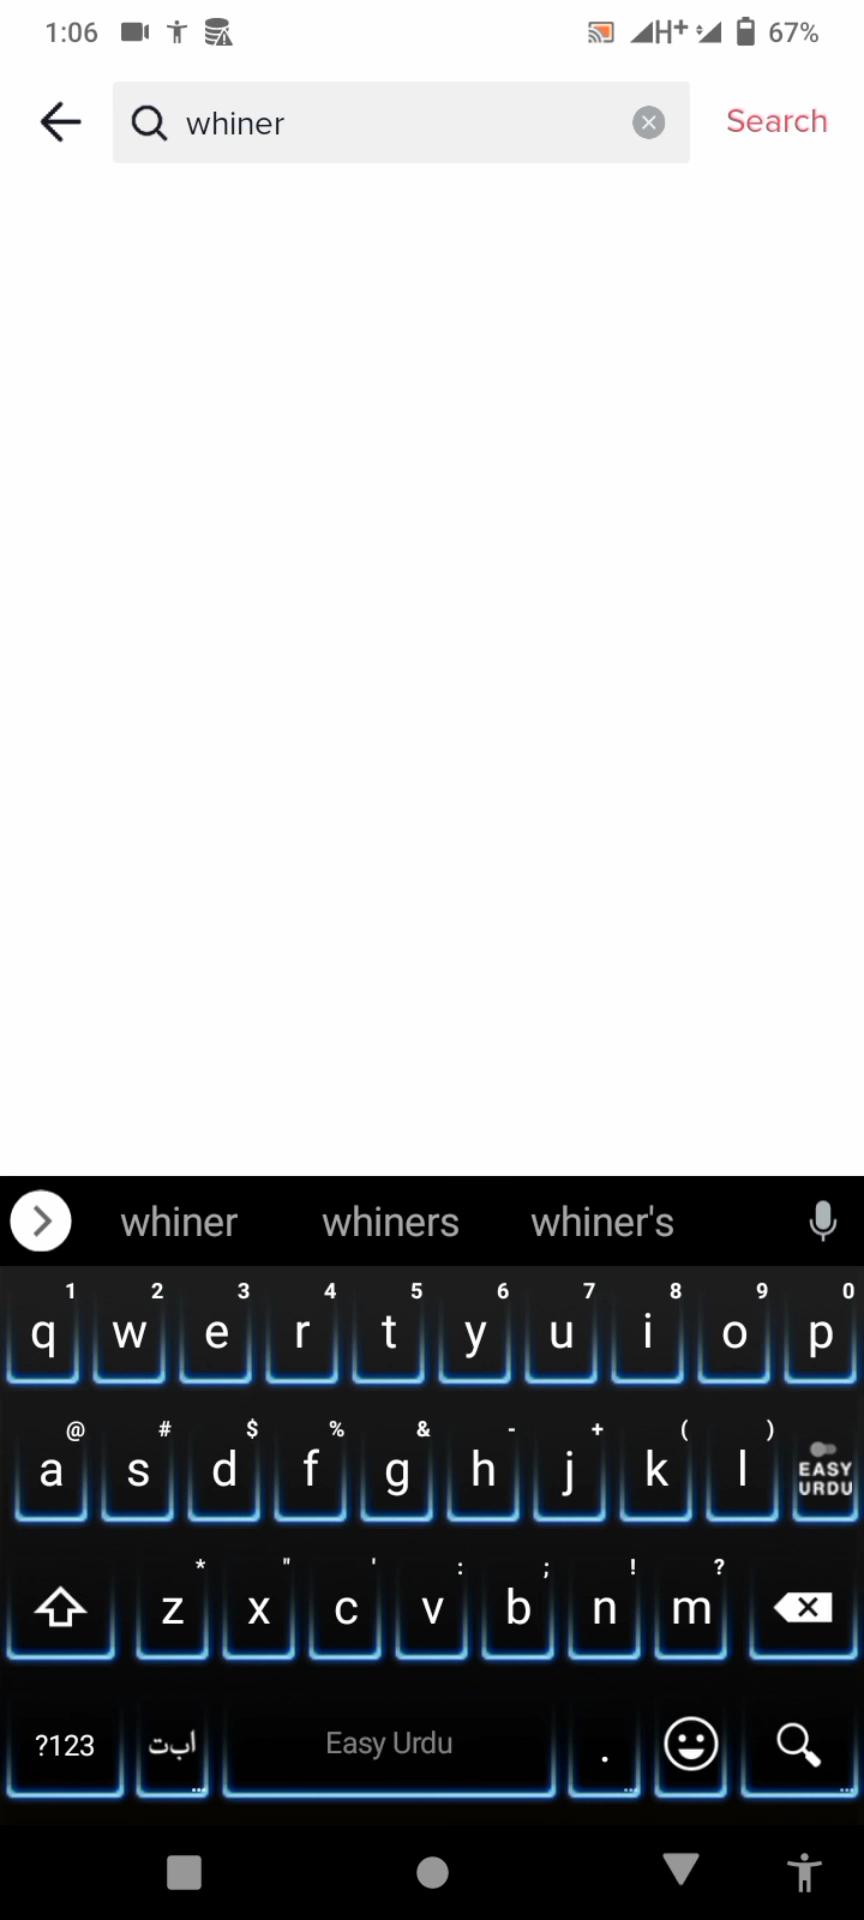 1:06 H+ 67%
whiner Search
whiner whiners whiner's
1 2 3 4 5 6 7 8 9 0
q w e r t y u i o p
@ # $ % & - + ( )
a s d f g h j k l EASY URDU
* " ' : ; ! ?
z x c v b n m
?123 اب‌ت Easy Urdu .